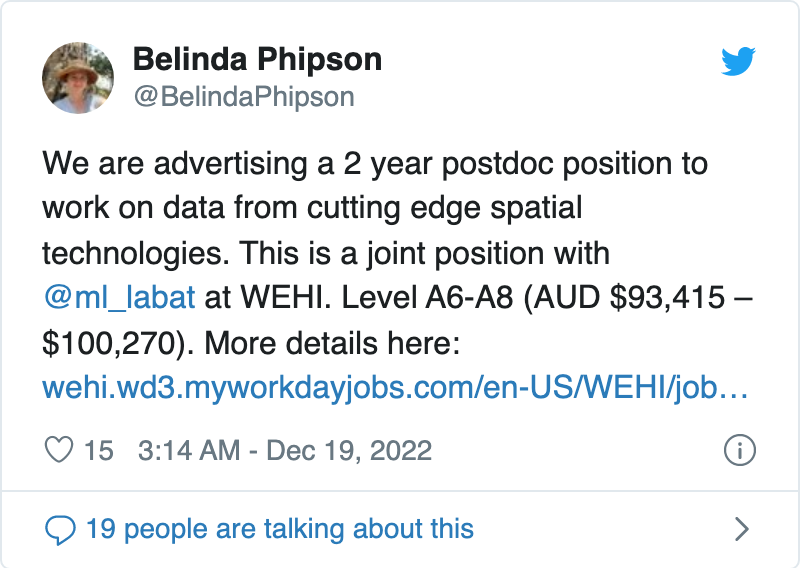 Belinda Phipson
@BelindaPhipson
We are advertising a 2 year postdoc position to
work on data from cutting edge spatial
technologies. This is a joint position with
@ml_labat at WEHI. Level A6-A8 (AUD $93,415 –
$100,270). More details here:
wehi.wd3.myworkdayjobs.com/en-US/WEHI/job…
15 3:14 AM - Dec 19, 2022
19 people are talking about this